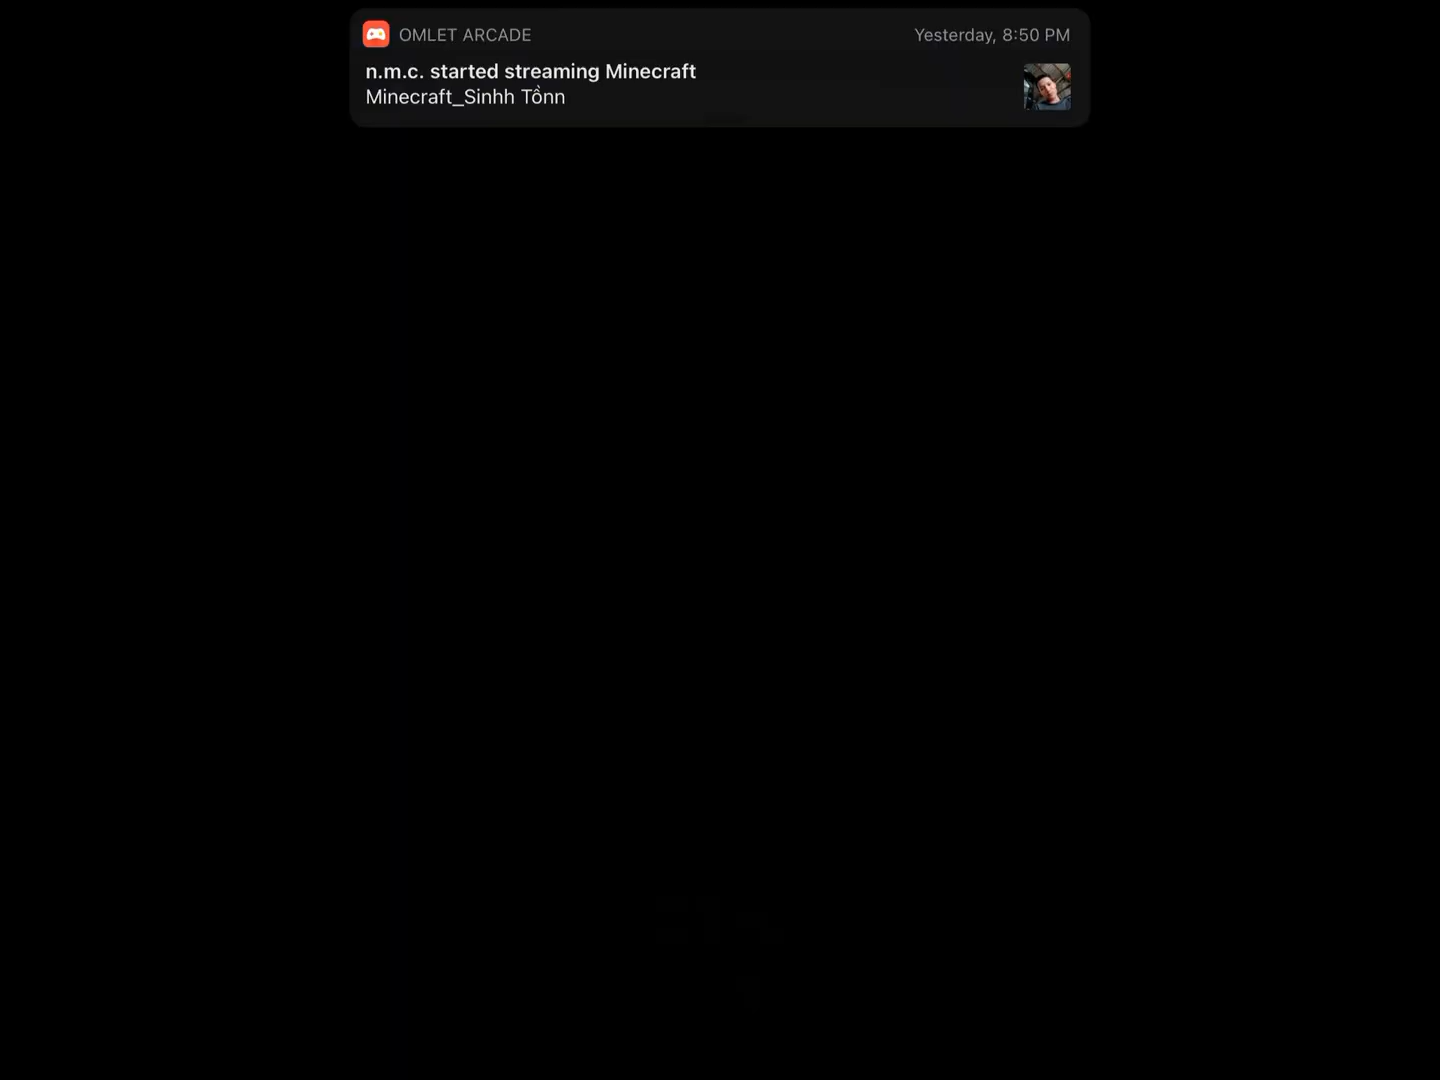 OMLET ARCADE
Yesterday, 8:50 PM
n.m.c. started streaming Minecraft
Minecraft_Sinhh Tồnn